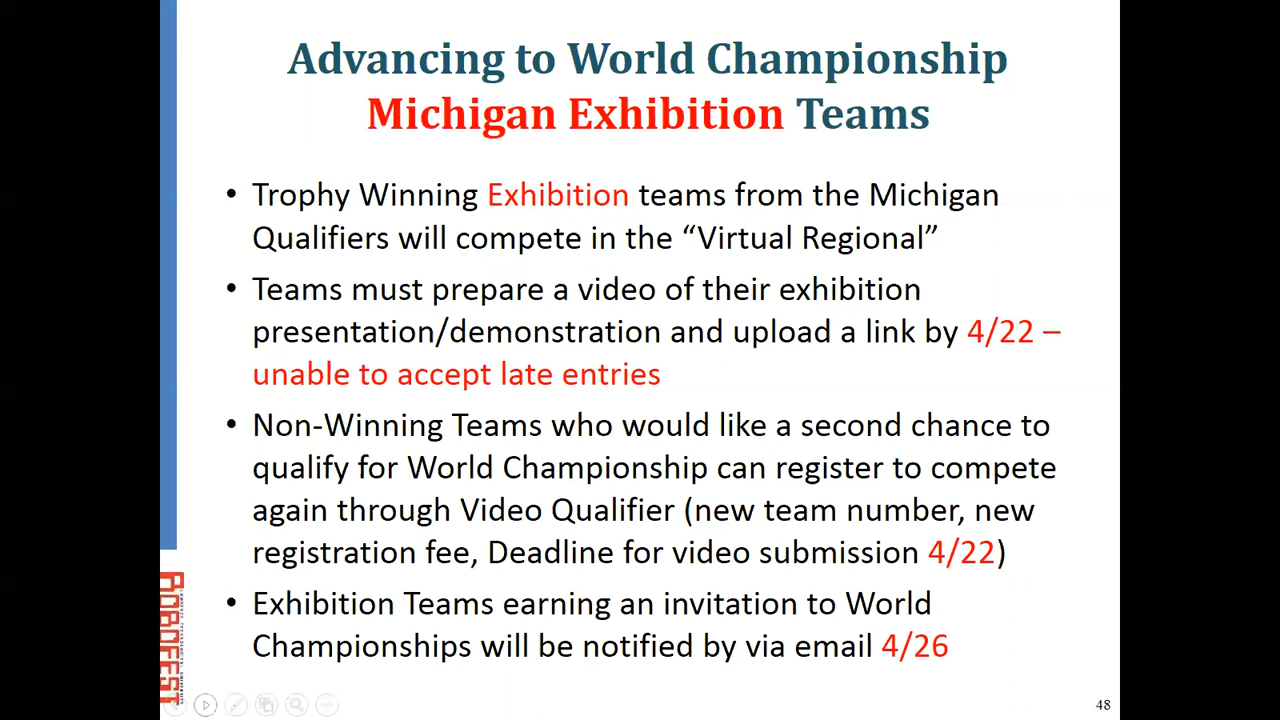 Advancing to World Championship
Michigan Exhibition Teams
• Trophy Winning Exhibition teams from the Michigan
Qualifiers will compete in the “Virtual Regional”
• Teams must prepare a video of their exhibition
presentation/demonstration and upload a link by 4/22 –
unable to accept late entries
• Non-Winning Teams who would like a second chance to
qualify for World Championship can register to compete
again through Video Qualifier (new team number, new
registration fee, Deadline for video submission 4/22)
• Exhibition Teams earning an invitation to World
Championships will be notified by via email 4/26
ROBOFEST
LAWRENCE TECHNOLOGICAL UNIVERSITY
48